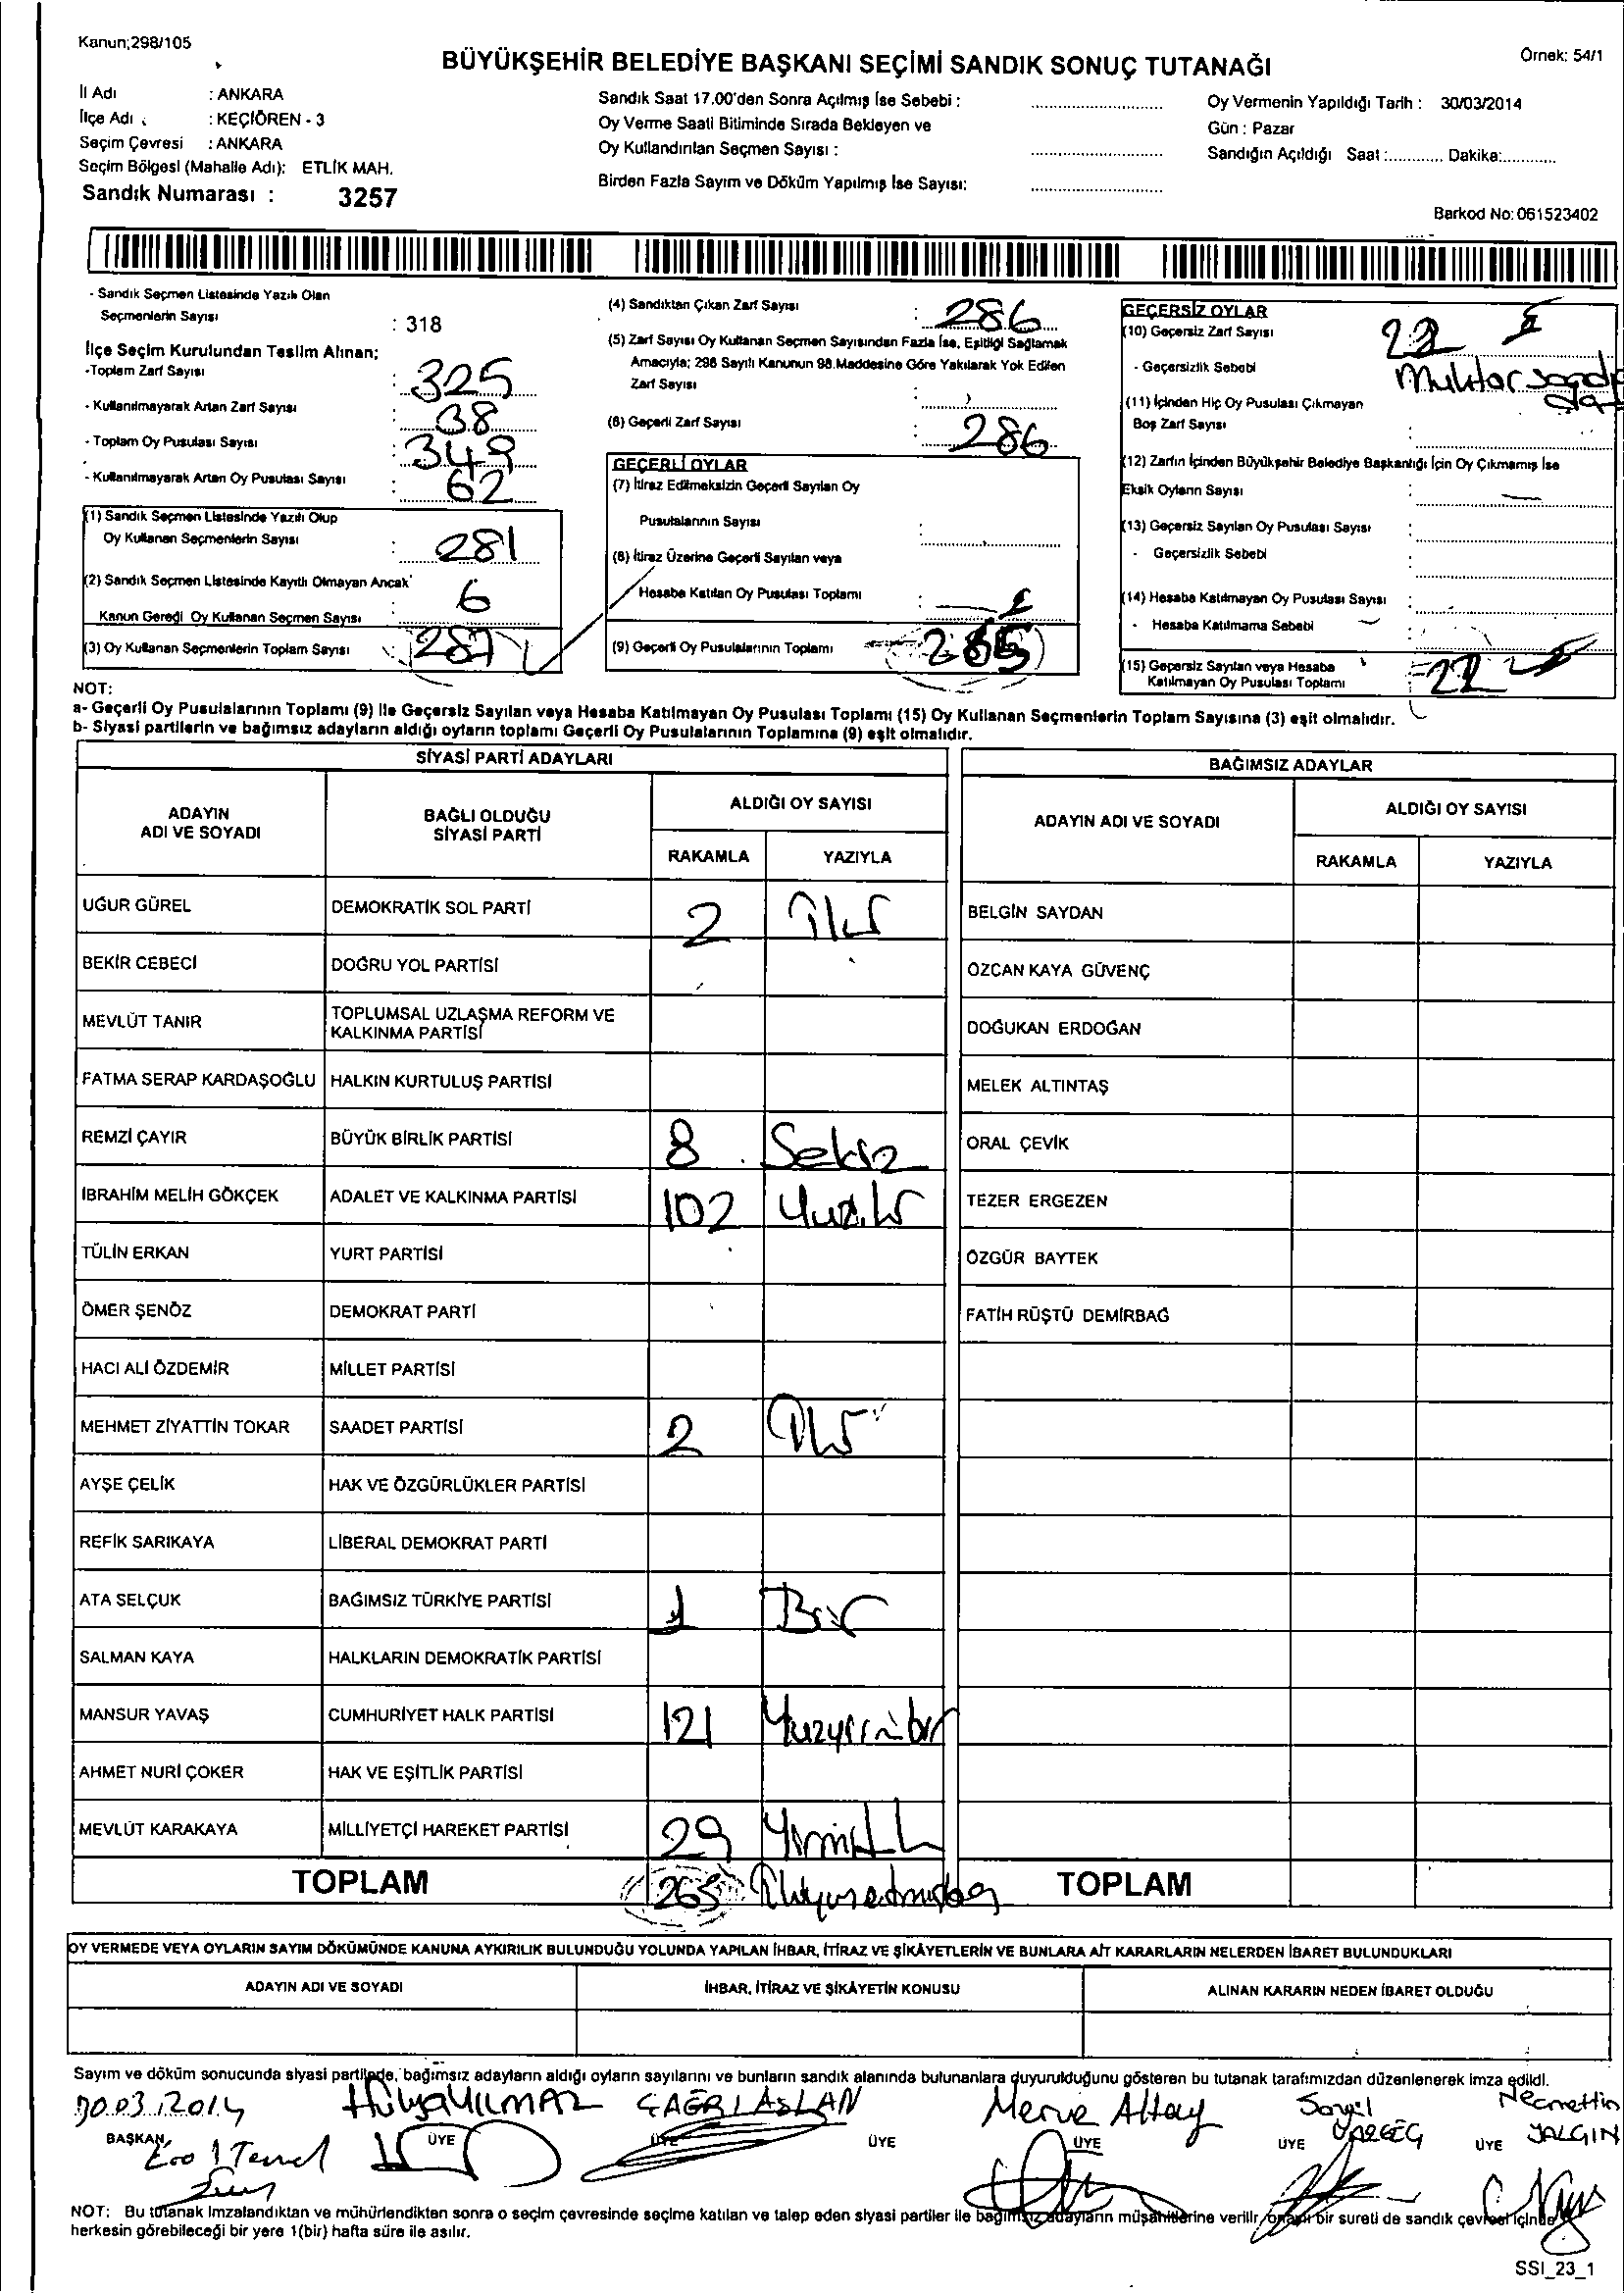 Kanun;298/105
BÜYÜKŞEHİR BELEDİYE BAŞKANI SEÇİMİ SANDIK SONUÇ TUTANAĞI
Örnek: 54/1
İl Adı : ANKARA
İlçe Adı : KEÇİÖREN - 3
Seçim Çevresi : ANKARA
Seçim Bölgesi (Mahalle Adı): ETLİK MAH.
Sandık Numarası : 3257
Sandık Saat 17.00'den Sonra Açılmış İse Sebebi :
Oy Verme Saati Bitiminde Sırada Bekleyen ve
Oy Kullandırılan Seçmen Sayısı :
Birden Fazla Sayım ve Döküm Yapılmış İse Sayısı:
Oy Vermenin Yapıldığı Tarih : 30/03/2014
Gün : Pazar
Sandığın Açıldığı Saat :............ Dakika:............
Barkod No: 061523402
- Sandık Seçmen Listesinde Yazılı Olan
Seçmenlerin Sayısı : 318
İlçe Seçim Kurulundan Teslim Alınan;
-Toplam Zarf Sayısı : 325
- Kullanılmayarak Artan Zarf Sayısı : 38
- Toplam Oy Pusulası Sayısı : 349
- Kullanılmayarak Artan Oy Pusulası Sayısı : 62
(1) Sandık Seçmen Listesinde Yazılı Olup
Oy Kullanan Seçmenlerin Sayısı : 281
(2) Sandık Seçmen Listesinde Kayıtlı Olmayan Ancak
Kanun Gereği Oy Kullanan Seçmen Sayısı : 6
(3) Oy Kullanan Seçmenlerin Toplam Sayısı : 287
(4) Sandıktan Çıkan Zarf Sayısı : 286
(5) Zarf Sayısı Oy Kullanan Seçmen Sayısından Fazla İse, Eşitliği Sağlamak
Amacıyla; 298 Sayılı Kanunun 98.Maddesine Göre Yakılarak Yok Edilen
Zarf Sayısı :
(6) Geçerli Zarf Sayısı : 286
GEÇERLİ OYLAR
(7) İtiraz Edilmeksizin Geçerli Sayılan Oy
Pusulalarının Sayısı :
(8) İtiraz Üzerine Geçerli Sayılan veya
Hesaba Katılan Oy Pusulası Toplamı :
(9) Geçerli Oy Pusulalarının Toplamı : 265
GEÇERSİZ OYLAR
(10) Geçersiz Zarf Sayısı 22
- Geçersizlik Sebebi
(11) İçinden Hiç Oy Pusulası Çıkmayan
Boş Zarf Sayısı :
(12) Zarfın İçinden Büyükşehir Belediye Başkanlığı İçin Oy Çıkmamış İse
Eksik Oyların Sayısı :
(13) Geçersiz Sayılan Oy Pusulası Sayısı :
- Geçersizlik Sebebi
(14) Hesaba Katılmayan Oy Pusulası Sayısı :
- Hesaba Katılmama Sebebi
(15) Geçersiz Sayılan veya Hesaba
Katılmayan Oy Pusulası Toplamı 22
NOT:
a- Geçerli Oy Pusulalarının Toplamı (9) ile Geçersiz Sayılan veya Hesaba Katılmayan Oy Pusulası Toplamı (15) Oy Kullanan Seçmenlerin Toplam Sayısına (3) eşit olmalıdır.
b- Siyasi partilerin ve bağımsız adayların aldığı oyların toplamı Geçerli Oy Pusulalarının Toplamına (9) eşit olmalıdır.
SİYASİ PARTİ ADAYLARI
ADAYIN ADI VE SOYADI
BAĞLI OLDUĞU SİYASİ PARTİ
ALDIĞI OY SAYISI
RAKAMLA YAZIYLA
UĞUR GÜREL DEMOKRATİK SOL PARTİ 2 İki
BEKİR CEBECİ DOĞRU YOL PARTİSİ
MEVLÜT TANIR TOPLUMSAL UZLAŞMA REFORM VE KALKINMA PARTİSİ
FATMA SERAP KARDAŞOĞLU HALKIN KURTULUŞ PARTİSİ
REMZİ ÇAYIR BÜYÜK BİRLİK PARTİSİ 8 Sekiz
İBRAHİM MELİH GÖKÇEK ADALET VE KALKINMA PARTİSİ 102 Yüziki
TÜLİN ERKAN YURT PARTİSİ
ÖMER ŞENÖZ DEMOKRAT PARTİ
HACI ALİ ÖZDEMİR MİLLET PARTİSİ
MEHMET ZİYATTİN TOKAR SAADET PARTİSİ 2 İki
AYŞE ÇELİK HAK VE ÖZGÜRLÜKLER PARTİSİ
REFİK SARIKAYA LİBERAL DEMOKRAT PARTİ
ATA SELÇUK BAĞIMSIZ TÜRKİYE PARTİSİ 1 Bir
SALMAN KAYA HALKLARIN DEMOKRATİK PARTİSİ
MANSUR YAVAŞ CUMHURİYET HALK PARTİSİ 121 Yüzyirmibir
AHMET NURİ ÇOKER HAK VE EŞİTLİK PARTİSİ
MEVLÜT KARAKAYA MİLLİYETÇİ HAREKET PARTİSİ 29
TOPLAM 265 İkiyüzaltmışbeş
BAĞIMSIZ ADAYLAR
ADAYIN ADI VE SOYADI
ALDIĞI OY SAYISI
RAKAMLA YAZIYLA
BELGİN SAYDAN
ÖZCAN KAYA GÜVENÇ
DOĞUKAN ERDOĞAN
MELEK ALTINTAŞ
ORAL ÇEVİK
TEZER ERGEZEN
ÖZGÜR BAYTEK
FATİH RÜŞTÜ DEMİRBAĞ
TOPLAM
OY VERMEDE VEYA OYLARIN SAYIM DÖKÜMÜNDE KANUNA AYKIRILIK BULUNDUĞU YOLUNDA YAPILAN İHBAR, İTİRAZ VE ŞİKÂYETLERİN VE BUNLARA AİT KARARLARIN NELERDEN İBARET BULUNDUKLARI
ADAYIN ADI VE SOYADI
İHBAR, İTİRAZ VE ŞİKÂYETİN KONUSU
ALINAN KARARIN NEDEN İBARET OLDUĞU
Sayım ve döküm sonucunda siyasi partilerde, bağımsız adayların aldığı oyların sayılarını ve bunların sandık alanında bulunanlara duyurulduğunu gösteren bu tutanak tarafımızdan düzenlenerek imza edildi.
30.03.2014 Hülya YILMAZ ÇAĞRI ASLAN Merve Altay Necmettin YALGIN
BAŞKAN ÜYE ÜYE ÜYE ÜYE ÜYE ÜYE
Erol Temel
NOT: Bu tutanak imzalandıktan ve mühürlendikten sonra o seçim çevresinde seçime katılan ve talep eden siyasi partiler ile bağımsız adayların müşahitlerine verilir, onaylı bir sureti de sandık çevresi içinde
herkesin görebileceği bir yere 1(bir) hafta süre ile asılır.
SSI_23_1